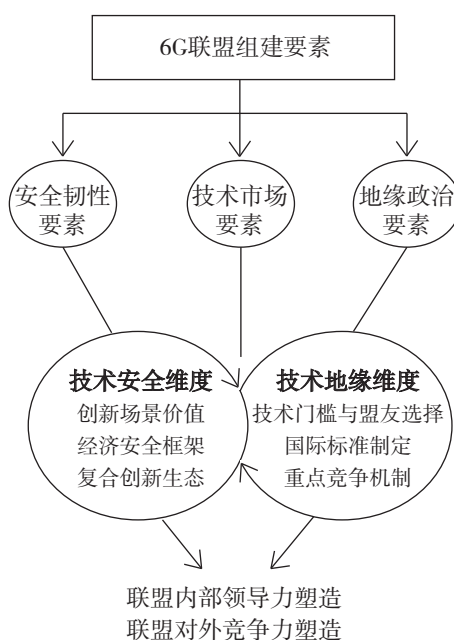 6G联盟组建要素
安全韧性
要素
技术市场
要素
地缘政治
要素
技术安全维度
创新场景价值
经济安全框架
复合创新生态
技术地缘维度
技术门槛与盟友选择
国际标准制定
重点竞争机制
联盟内部领导力塑造
联盟对外竞争力塑造